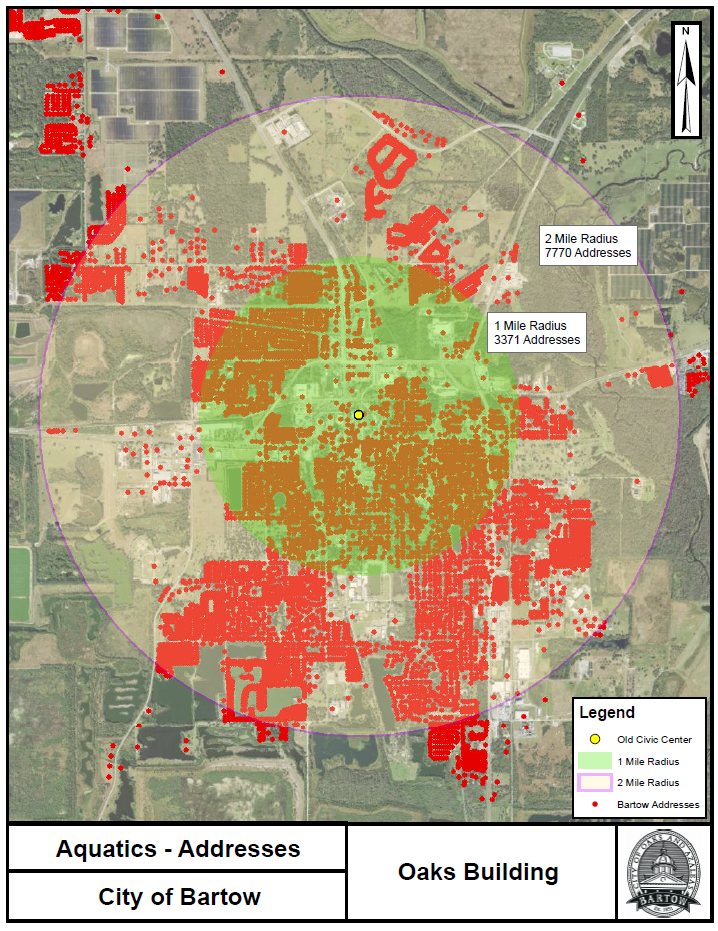 N
2 Mile Radius
7770 Addresses
1 Mile Radius
3371 Addresses
Legend
Old Civic Center
1 Mile Radius
2 Mile Radius
Bartow Addresses
Aquatics - Addresses
City of Bartow
Oaks Building
CITY OF OAKS AND AZALEAS
BARTOW